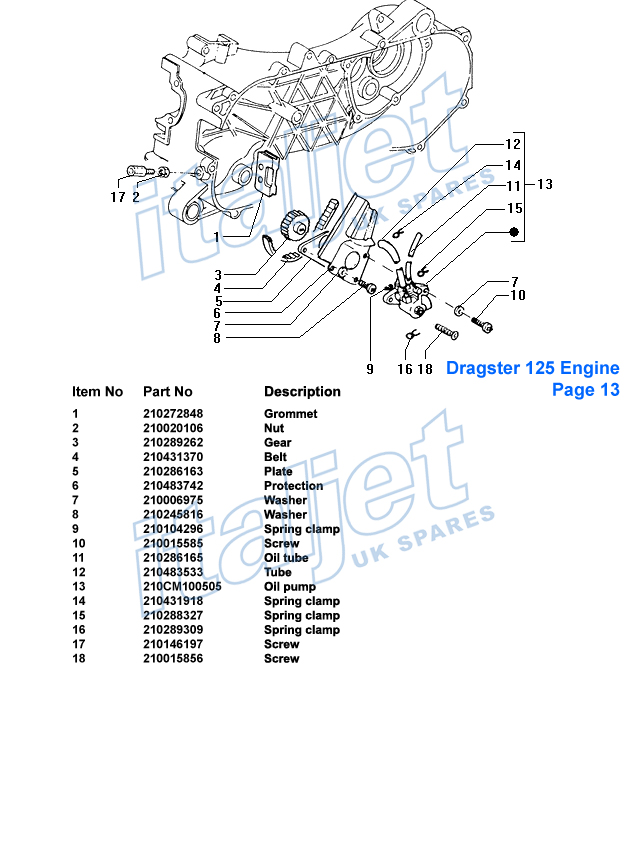 12
14
11
13
15
17
2
1
3
4
5
6
7
8
9
7
10
16
18
italjet
UK SPARES
Dragster 125 Engine
Page 13
Item No Part No Description
1 210272848 Grommet
2 210020106 Nut
3 210289262 Gear
4 210431370 Belt
5 210286163 Plate
6 210483742 Protection
7 210006975 Washer
8 210245816 Washer
9 210104296 Spring clamp
10 210015585 Screw
11 210286165 Oil tube
12 210483533 Tube
13 210CM100505 Oil pump
14 210431918 Spring clamp
15 210288327 Spring clamp
16 210289309 Spring clamp
17 210146197 Screw
18 210015856 Screw
italjet
UK SPARES